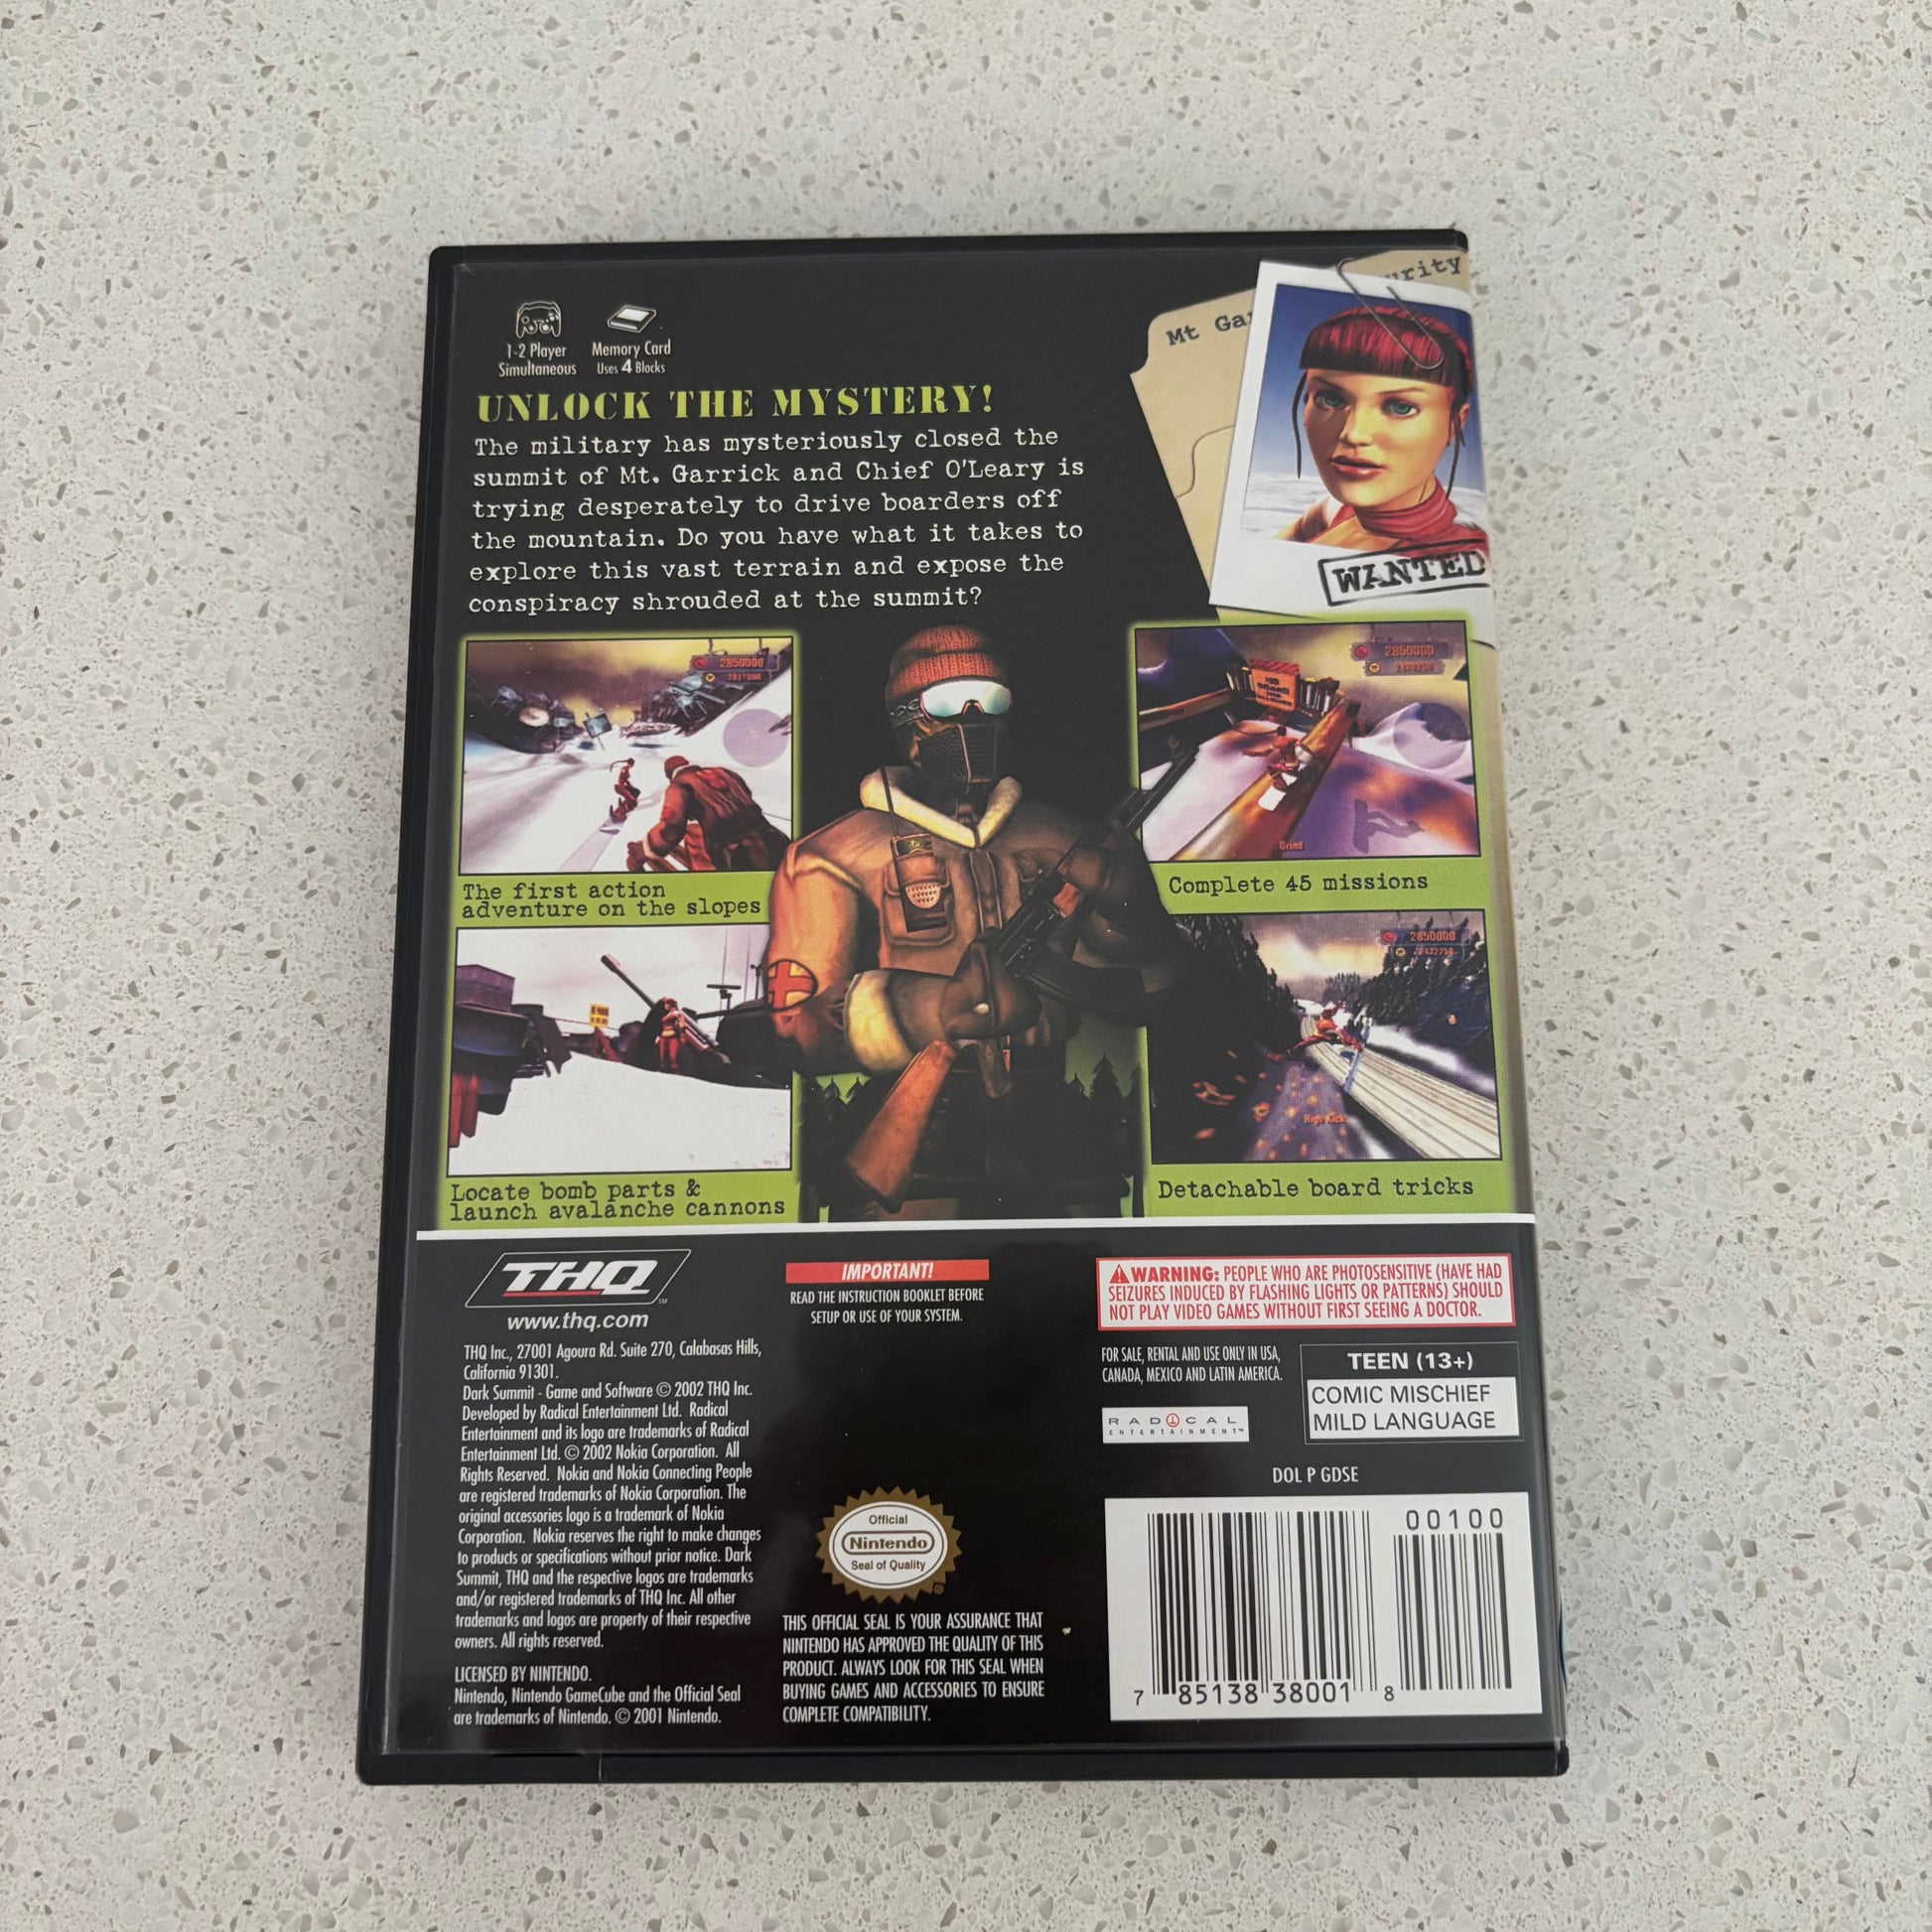 1-2 Player
Simultaneous
Memory Card
Uses 4 Blocks
UNLOCK THE MYSTERY!
The military has mysteriously closed the
summit of Mt. Garrick and Chief O'Leary is
trying desperately to drive boarders off
the mountain. Do you have what it takes to
explore this vast terrain and expose the
conspiracy shrouded at the summit?
Mt Ga
urity
WANTED
2850000
2850000
Grind
The first action
adventure on the slopes
Complete 45 missions
2850000
Locate bomb parts &
launch avalanche cannons
Detachable board tricks
THQ™
www.thq.com
THQ Inc., 27001 Agoura Rd. Suite 270, Calabasas Hills,
California 91301.
Dark Summit - Game and Software © 2002 THQ Inc.
Developed by Radical Entertainment Ltd. Radical
Entertainment and its logo are trademarks of Radical
Entertainment Ltd. © 2002 Nokia Corporation. All
Rights Reserved. Nokia and Nokia Connecting People
are registered trademarks of Nokia Corporation. The
original accessories logo is a trademark of Nokia
Corporation. Nokia reserves the right to make changes
to products or specifications without prior notice. Dark
Summit, THQ and the respective logos are trademarks
and/or registered trademarks of THQ Inc. All other
trademarks and logos are property of their respective
owners. All rights reserved.
LICENSED BY NINTENDO.
Nintendo, Nintendo GameCube and the Official Seal
are trademarks of Nintendo. © 2001 Nintendo.
IMPORTANT!
READ THE INSTRUCTION BOOKLET BEFORE
SETUP OR USE OF YOUR SYSTEM.
Official
Nintendo
Seal of Quality
THIS OFFICIAL SEAL IS YOUR ASSURANCE THAT
NINTENDO HAS APPROVED THE QUALITY OF THIS
PRODUCT. ALWAYS LOOK FOR THIS SEAL WHEN
BUYING GAMES AND ACCESSORIES TO ENSURE
COMPLETE COMPATIBILITY.
WARNING: PEOPLE WHO ARE PHOTOSENSITIVE (HAVE HAD
SEIZURES INDUCED BY FLASHING LIGHTS OR PATTERNS) SHOULD
NOT PLAY VIDEO GAMES WITHOUT FIRST SEEING A DOCTOR.
FOR SALE, RENTAL AND USE ONLY IN USA,
CANADA, MEXICO AND LATIN AMERICA.
RADICAL
ENTERTAINMENT™
TEEN (13+)
COMIC MISCHIEF
MILD LANGUAGE
DOL P GDSE
00100
7 85138 38001 8